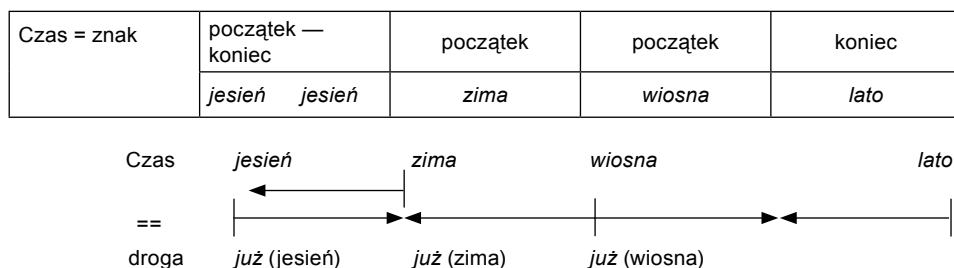 Czas = znak
początek —
koniec
początek
początek
koniec
jesień jesień
zima
wiosna
lato
Czas jesień zima wiosna lato
==
droga już (jesień) już (zima) już (wiosna)